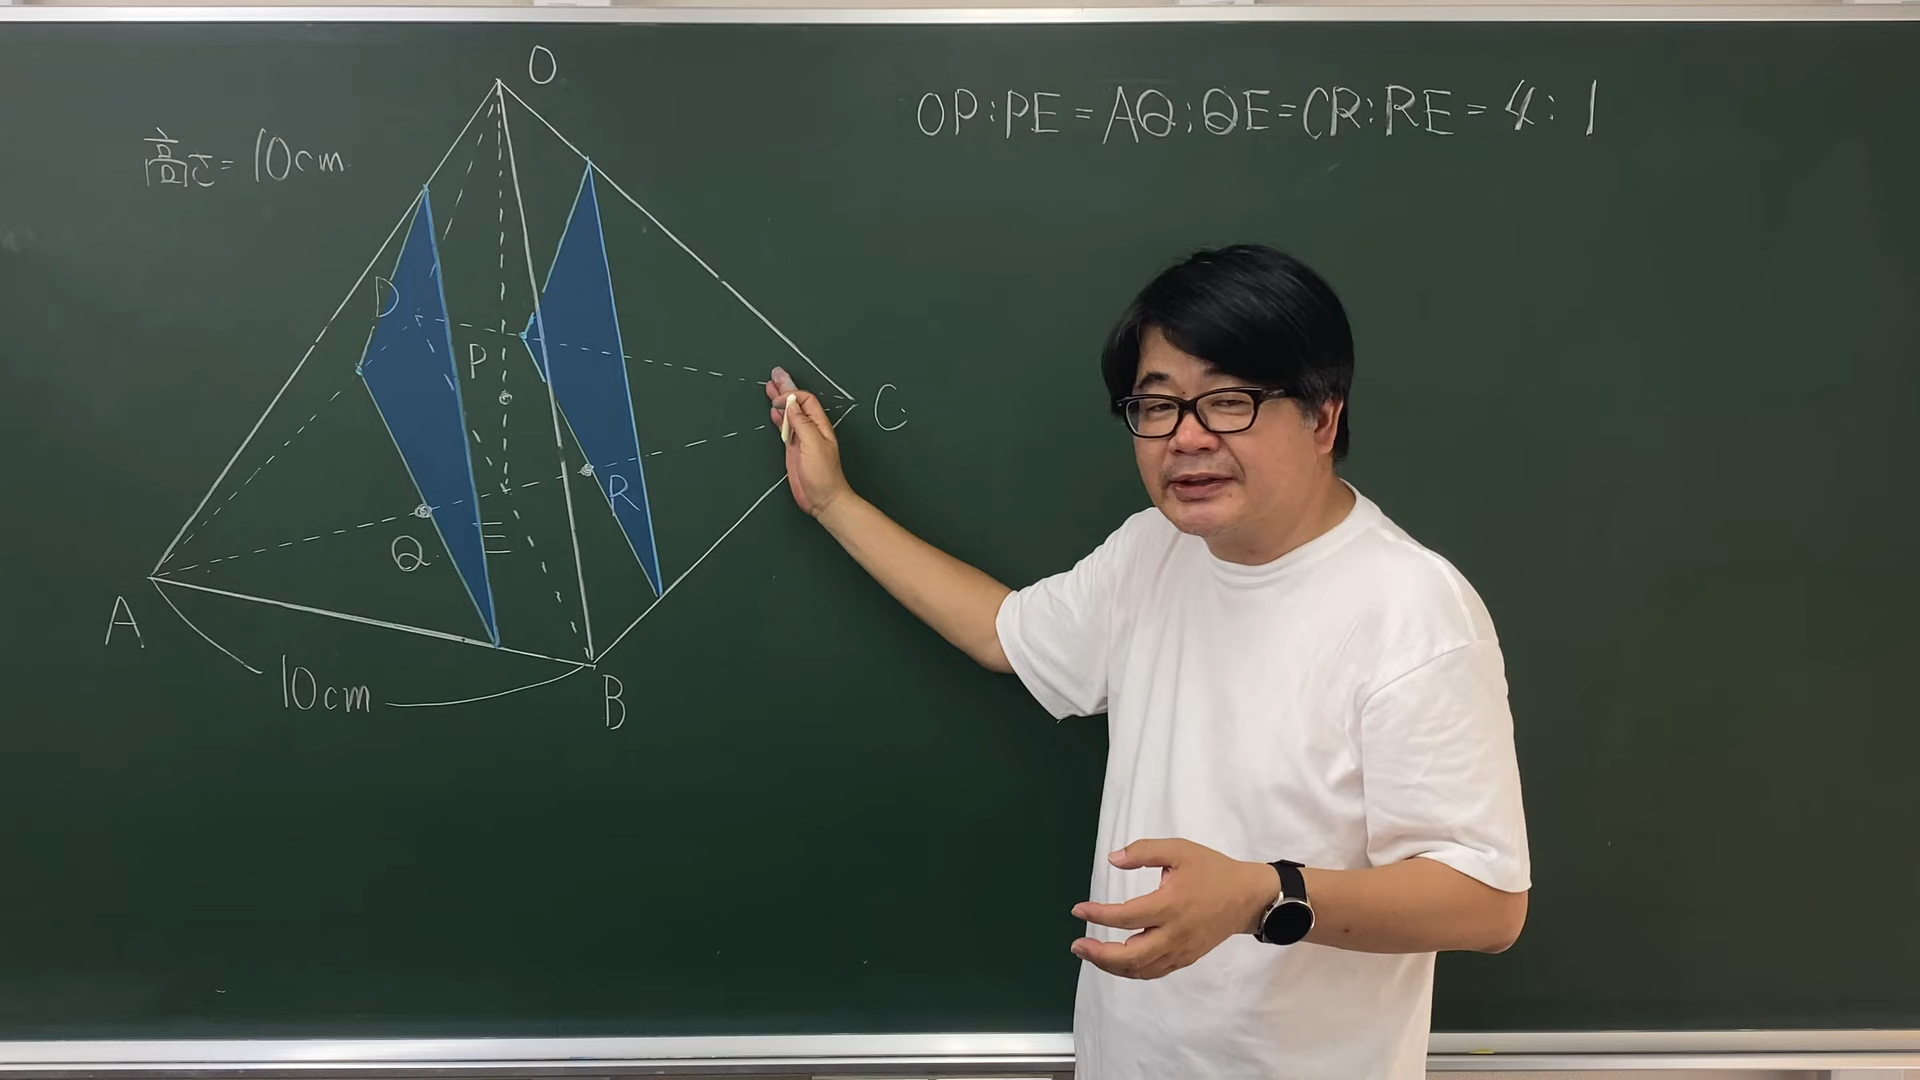 O
OP:PE=AQ:QE=CR:RE=4:1
高さ=10cm
D
P
C
R
Q
E
A
10cm
B